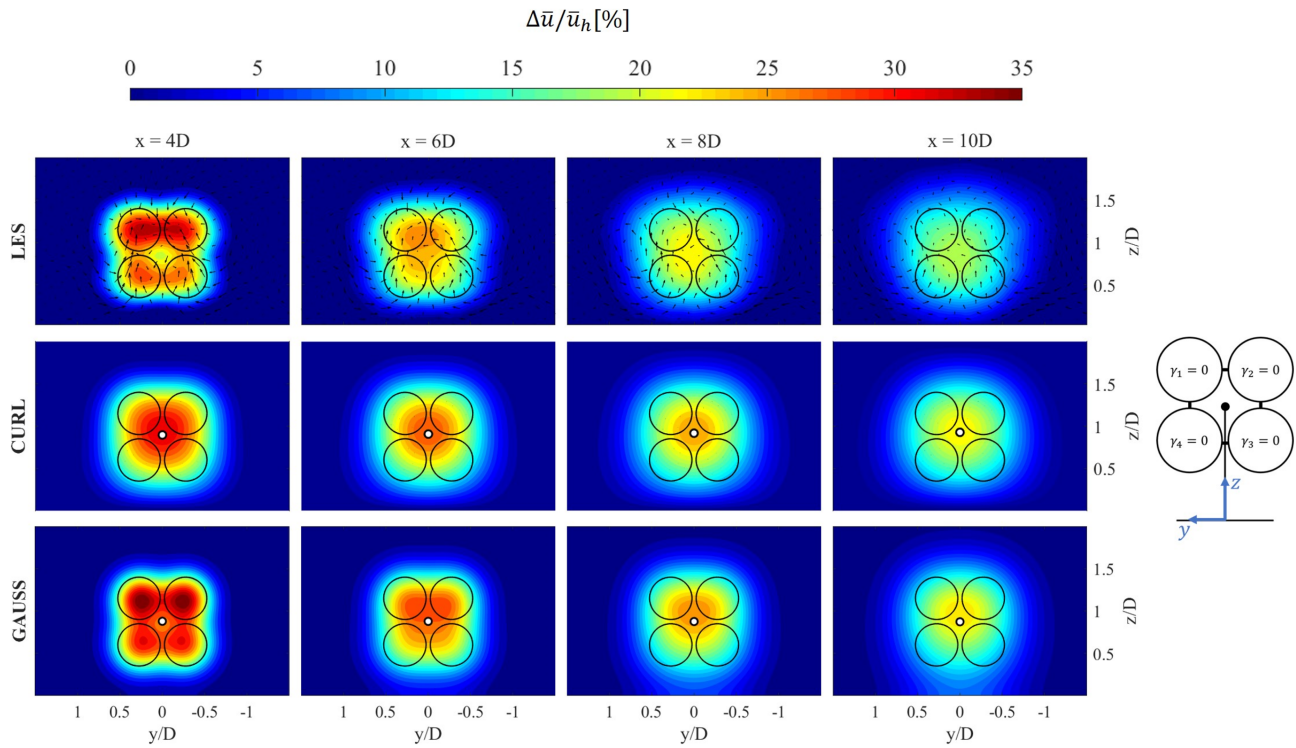 Δū/ū_h[%]
0 5 10 15 20 25 30 35
x = 4D x = 6D x = 8D x = 10D
LES
1.5
1
0.5
z/D
CURL
1.5
1
0.5
z/D
GAUSS
1.5
1
0.5
z/D
1 0.5 0 -0.5 -1
y/D
1 0.5 0 -0.5 -1
y/D
1 0.5 0 -0.5 -1
y/D
1 0.5 0 -0.5 -1
y/D
γ₁ = 0 γ₂ = 0
γ₄ = 0 γ₃ = 0
z
y